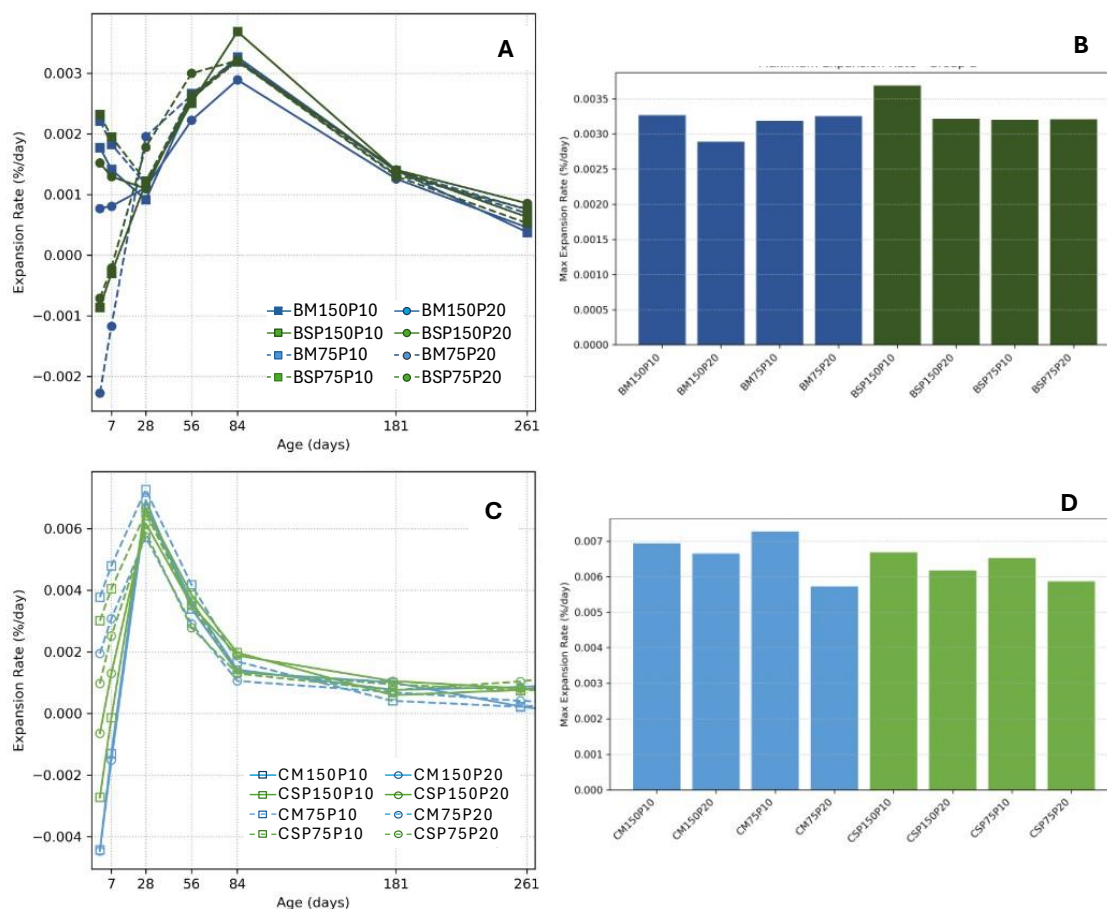 A
Expansion Rate (%/day)
0.003
0.002
0.001
0.000
−0.001
−0.002
BM150P10 BM150P20
BSP150P10 BSP150P20
BM75P10 BM75P20
BSP75P10 BSP75P20
7 28 56 84 181 261
Age (days)
B
Max Expansion Rate (%/day)
0.0035
0.0030
0.0025
0.0020
0.0015
0.0010
0.0005
0.0000
BM150P10 BM150P20 BM75P10 BM75P20 BSP150P10 BSP150P20 BSP75P10 BSP75P20
C
Expansion Rate (%/day)
0.006
0.004
0.002
0.000
−0.002
−0.004
CM150P10 CM150P20
CSP150P10 CSP150P20
CM75P10 CM75P20
CSP75P10 CSP75P20
7 28 56 84 181 261
Age (days)
D
Max Expansion Rate (%/day)
0.007
0.006
0.005
0.004
0.003
0.002
0.001
0.000
CM150P10 CM150P20 CM75P10 CM75P20 CSP150P10 CSP150P20 CSP75P10 CSP75P20